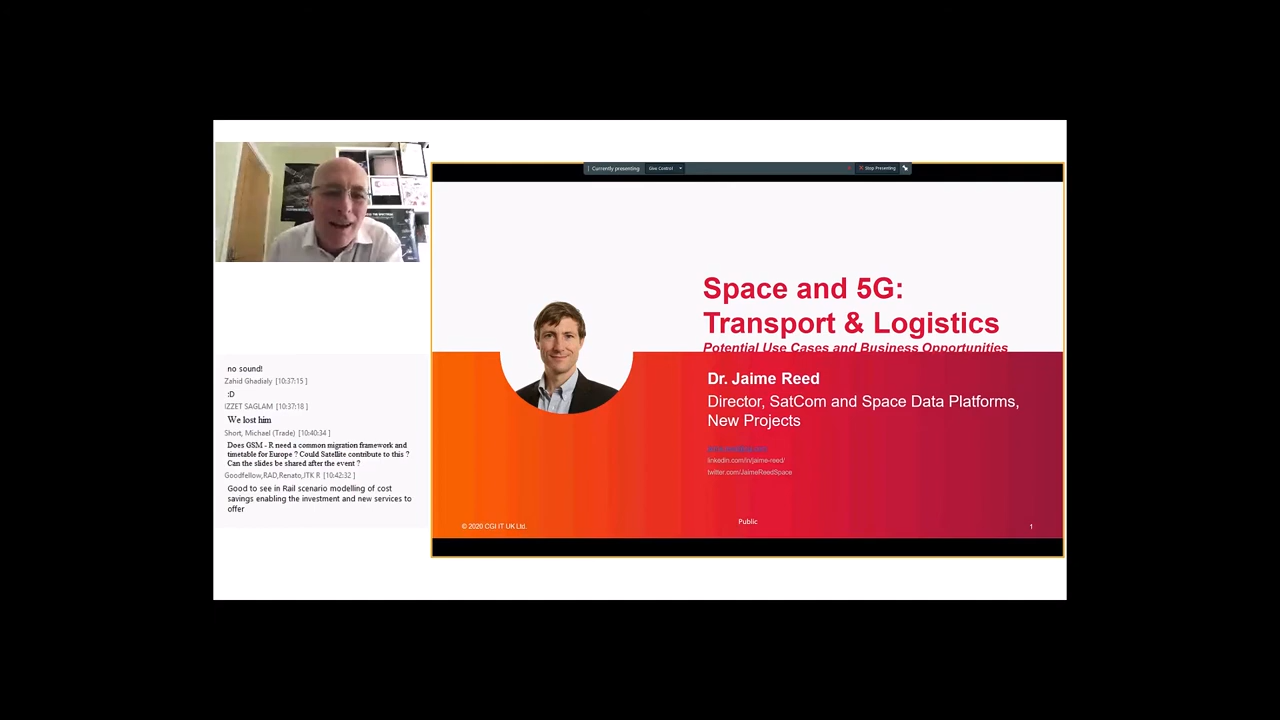 Currently presenting
Give Control
Stop Presenting
Space and 5G:
Transport & Logistics
Potential Use Cases and Business Opportunities
Dr. Jaime Reed
Director, SatCom and Space Data Platforms,
New Projects
linkedin.com/in/jaime-reed/
twitter.com/JaimeReedSpace
© 2020 CGI IT UK Ltd.
Public
1
no sound!
Zahid Ghadialy [10:37:15 ]
:D
IZZET SAGLAM [10:37:18 ]
We lost him
Short, Michael (Trade) [10:40:34 ]
Does GSM - R need a common migration framework and
timetable for Europe ? Could Satellite contribute to this ?
Can the slides be shared after the event ?
Goodfellow,RAD,Renato,JTK R [10:42:32 ]
Good to see in Rail scenario modelling of cost
savings enabling the investment and new services to
offer